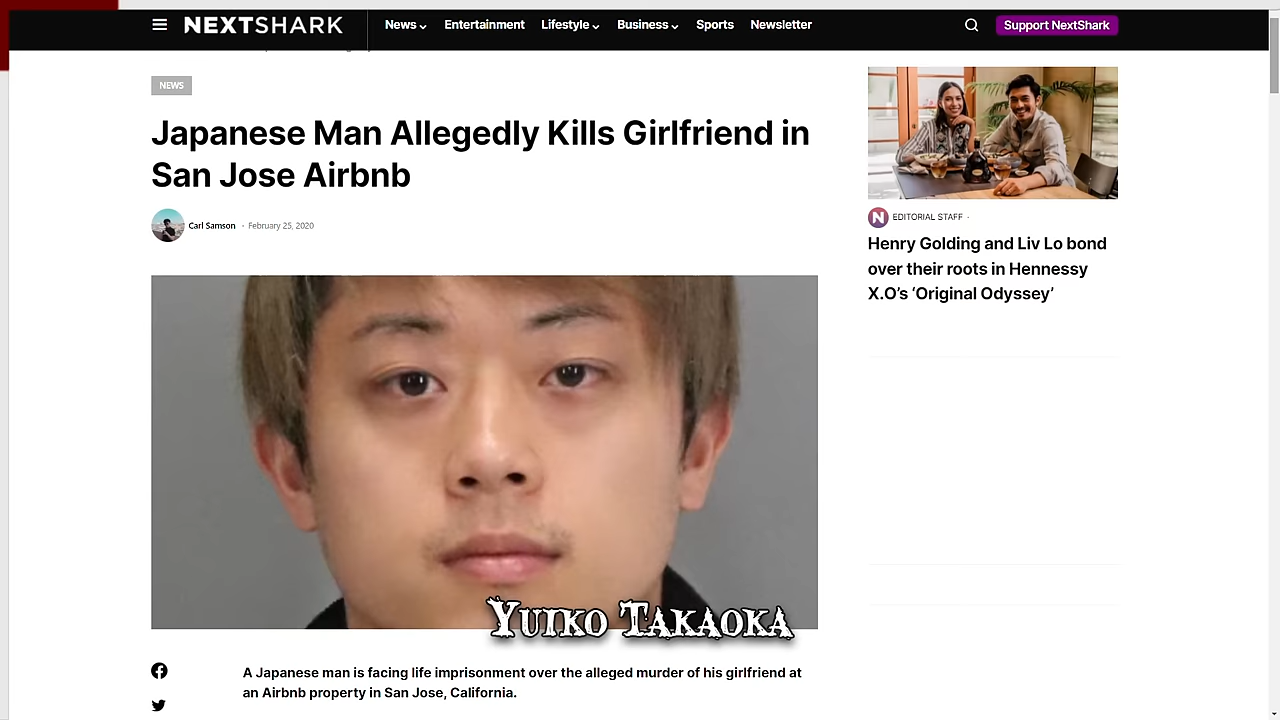 NEXTSHARK
News
Entertainment
Lifestyle
Business
Sports
Newsletter
Support NextShark
NEWS
Japanese Man Allegedly Kills Girlfriend in
San Jose Airbnb
Carl Samson - February 25, 2020
YUIKO TAKAOKA
A Japanese man is facing life imprisonment over the alleged murder of his girlfriend at
an Airbnb property in San Jose, California.
N EDITORIAL STAFF -
Henry Golding and Liv Lo bond
over their roots in Hennessy
X.O's ‘Original Odyssey’